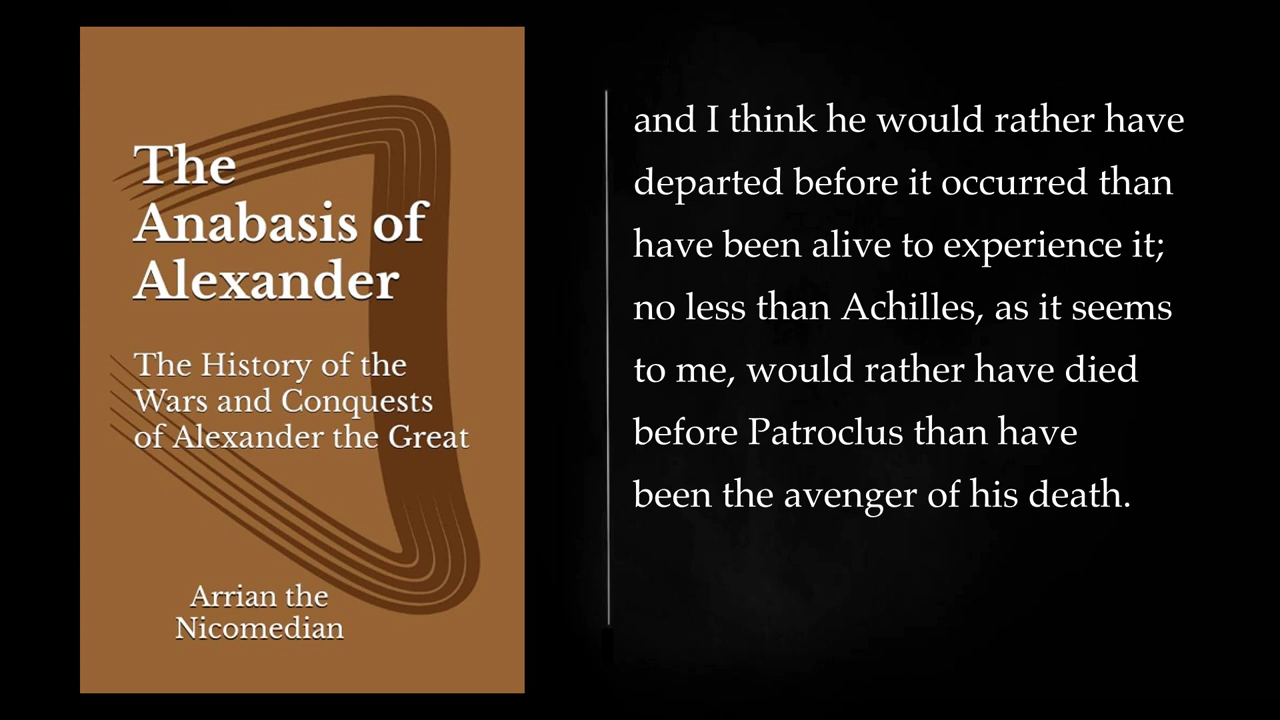 The
Anabasis of
Alexander
The History of the
Wars and Conquests
of Alexander the Great
Arrian the
Nicomedian
and I think he would rather have
departed before it occurred than
have been alive to experience it;
no less than Achilles, as it seems
to me, would rather have died
before Patroclus than have
been the avenger of his death.